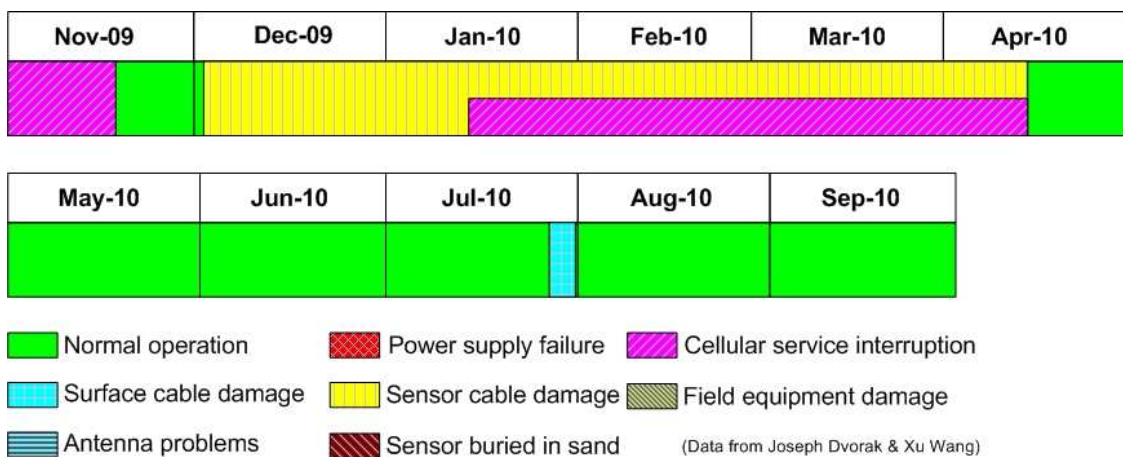 Nov-09 Dec-09 Jan-10 Feb-10 Mar-10 Apr-10
May-10 Jun-10 Jul-10 Aug-10 Sep-10
Normal operation Power supply failure Cellular service interruption
Surface cable damage Sensor cable damage Field equipment damage
Antenna problems Sensor buried in sand (Data from Joseph Dvorak & Xu Wang)